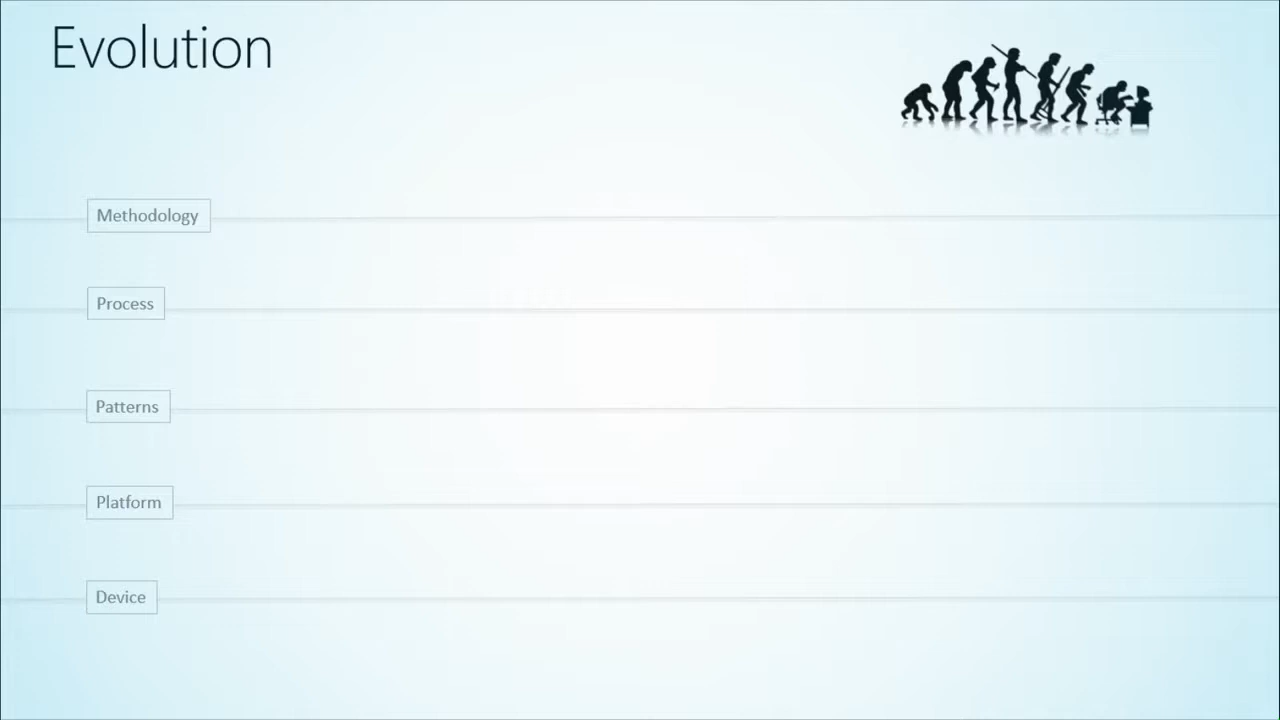 Evolution
Methodology
Process
Patterns
Platform
Device